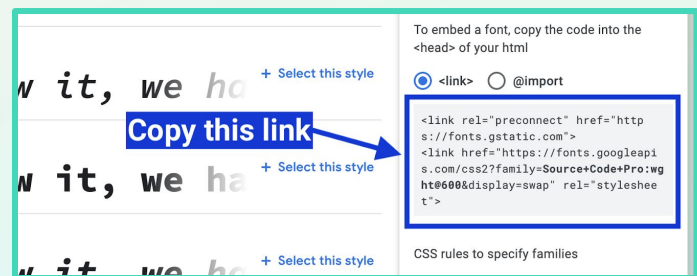 To embed a font, copy the code into the
<head> of your html
<link> @import
w it, we ha
+ Select this style
Copy this link
<link rel="preconnect" href="http
s://fonts.gstatic.com">
<link href="https://fonts.googleapi
s.com/css2?family=Source+Code+Pro:wg
ht@600&display=swap" rel="styleshee
t">
w it, we ha
+ Select this style
w it, we ha
+ Select this style
CSS rules to specify families